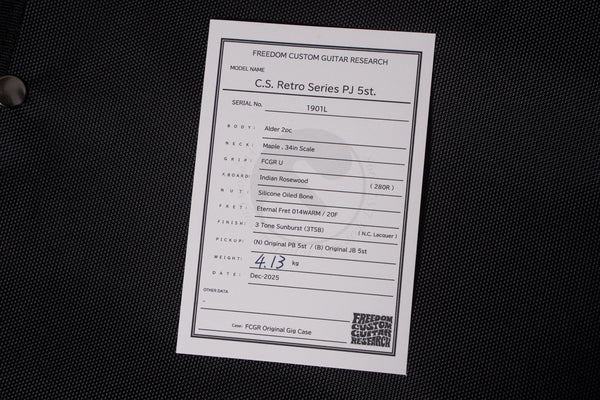 FREEDOM CUSTOM GUITAR RESEARCH
MODEL NAME
C.S. Retro Series PJ 5st.
SERIAL No. 1901L
BODY: Alder 2pc
NECK: Maple , 34in Scale
GRIP: FCGR U
F.BOARD: Indian Rosewood ( 280R )
NUT: Silicone Oiled Bone
FRET: Eternal Fret 014WARM / 20F
FINISH: 3 Tone Sunburst (3TSB) ( N.C. Lacquer )
PICKUP: (N) Original PB 5st / (B) Original JB 5st
WEIGHT: 4.13 kg
DATE: Dec-2025
OTHER DATA
-
Case: FCGR Original Gig Case
FREEDOM
CUSTOM
GUITAR
RESEARCH